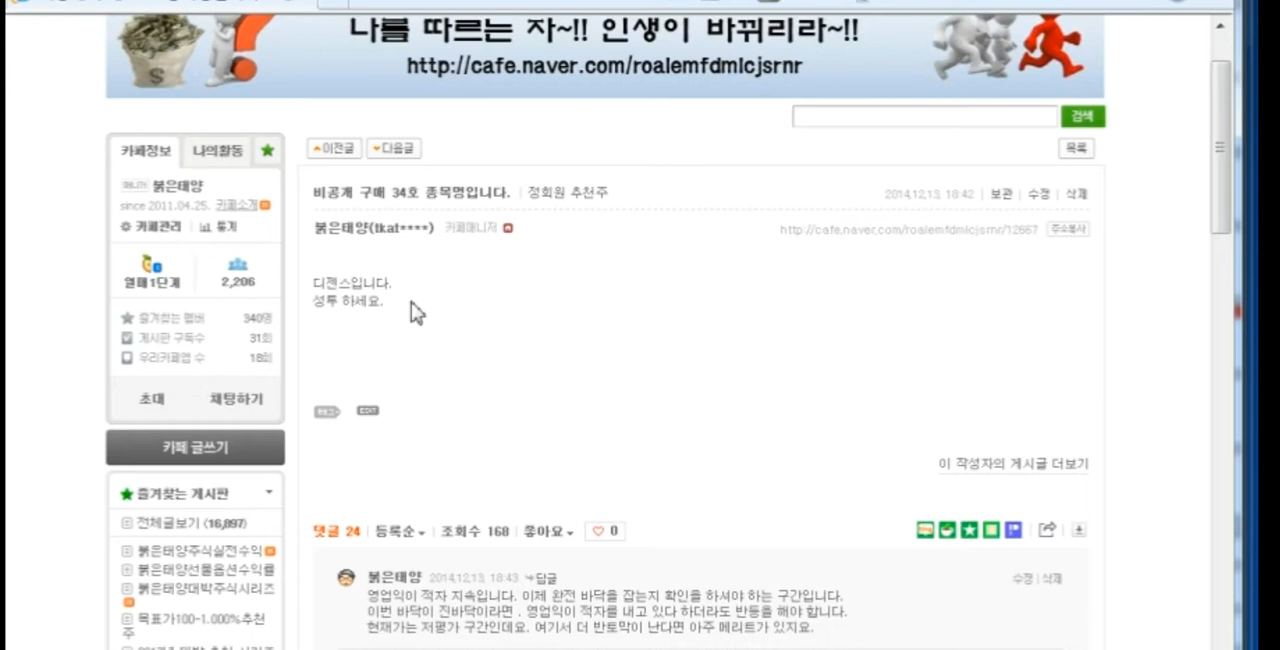 나를 따르는 자~!! 인생이 바뀌리라~!!
http://cafe.naver.com/roalemfdmlcjsrnr
검색
카페정보 나의활동
이전글 다음글 목록
매니저 붉은태양
since 2011.04.25. 카페소개
카페관리 통계
열매1단계 2,206
즐겨찾는 멤버 340명
게시판 구독수 31회
우리카페앱 수 18회
초대 채팅하기
카페 글쓰기
즐겨찾는 게시판
전체글보기 (16,897)
붉은태양주식실전수익
붉은태양선물옵션수익률
붉은태양대박주식시리즈
목표가100-1,000%추천
주
비공개 구매 34호 종목명입니다. 정회원 추천주 2014.12.13. 18:42 보관 수정 삭제
붉은태양(tkat****) 카페매니저 http://cafe.naver.com/roalemfdmlcjsrnr/12667 주소복사
디젠스입니다.
성투 하세요.
태그 EDIT
이 작성자의 게시글 더보기
댓글 24 등록순 조회수 168 좋아요 0
붉은태양 2014.12.13. 18:43 답글 수정 삭제
영업익이 적자 지속입니다. 이제 완전 바닥을 잡는지 확인을 하셔야 하는 구간입니다.
이번 바닥이 진바닥이라면 . 영업익이 적자를 내고 있다 하더라도 반등을 해야 합니다.
현재가는 저평가 구간인데요. 여기서 더 반토막이 난다면 아주 메리트가 있지요.